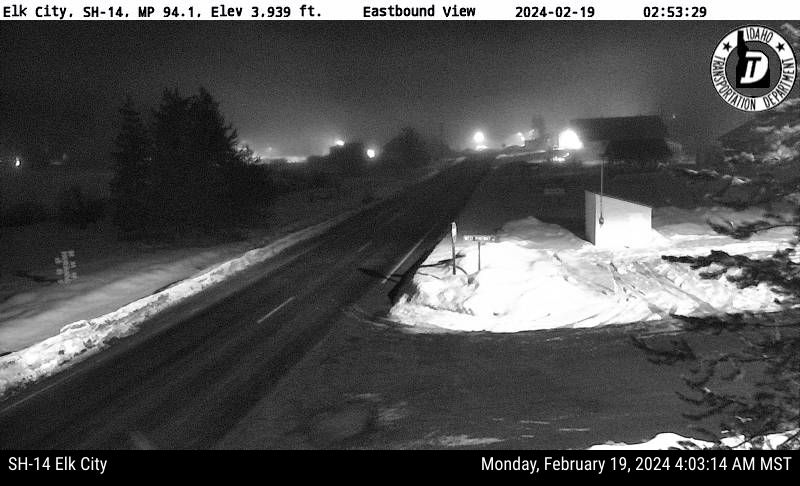 Elk City, SH-14, MP 94.1, Elev 3,939 ft. Eastbound View 2024-02-19 02:53:29
IDAHO
TRANSPORTATION DEPARTMENT
SH-14 Elk City Monday, February 19, 2024 4:03:14 AM MST